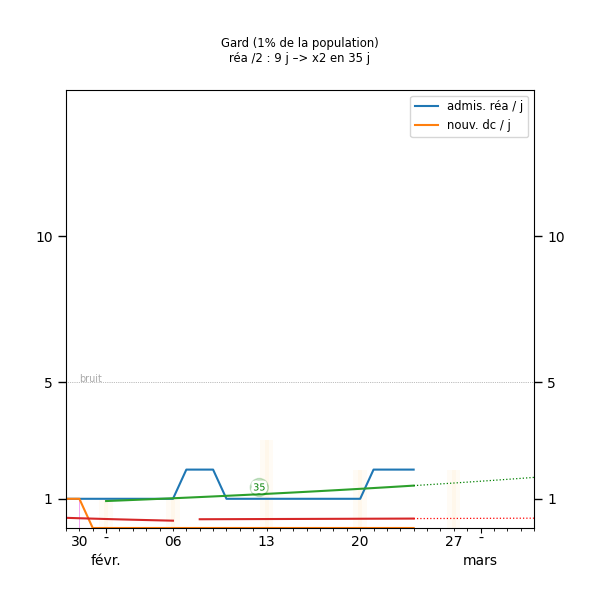 Gard (1% de la population)
réa /2 : 9 j –> x2 en 35 j
admis. réa / j
nouv. dc / j
10 10
bruit
5 5
35
1 1
30 - 06 13 20 27 -
févr. mars